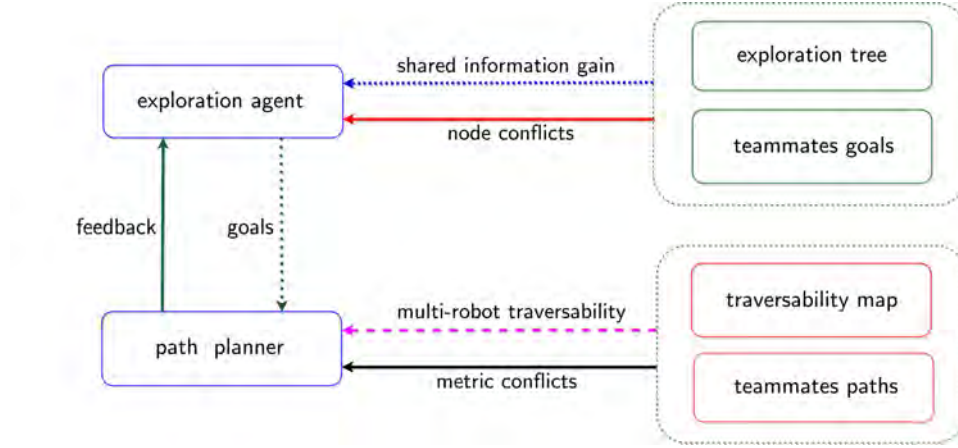 exploration tree
shared information gain
exploration agent
node conflicts
teammates goals
feedback
goals
traversability map
multi-robot traversability
path planner
metric conflicts
teammates paths